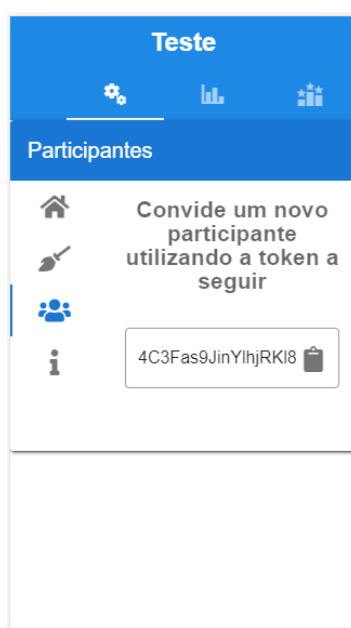 Teste
Participantes
Convide um novo
participante
utilizando a token a
seguir
4C3Fas9JinYlhjRKl8